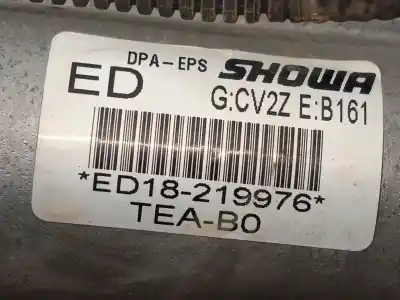 DPA-EPS SHOWA
ED G:CV2Z E:B161
*ED18-219976*
TEA-B0